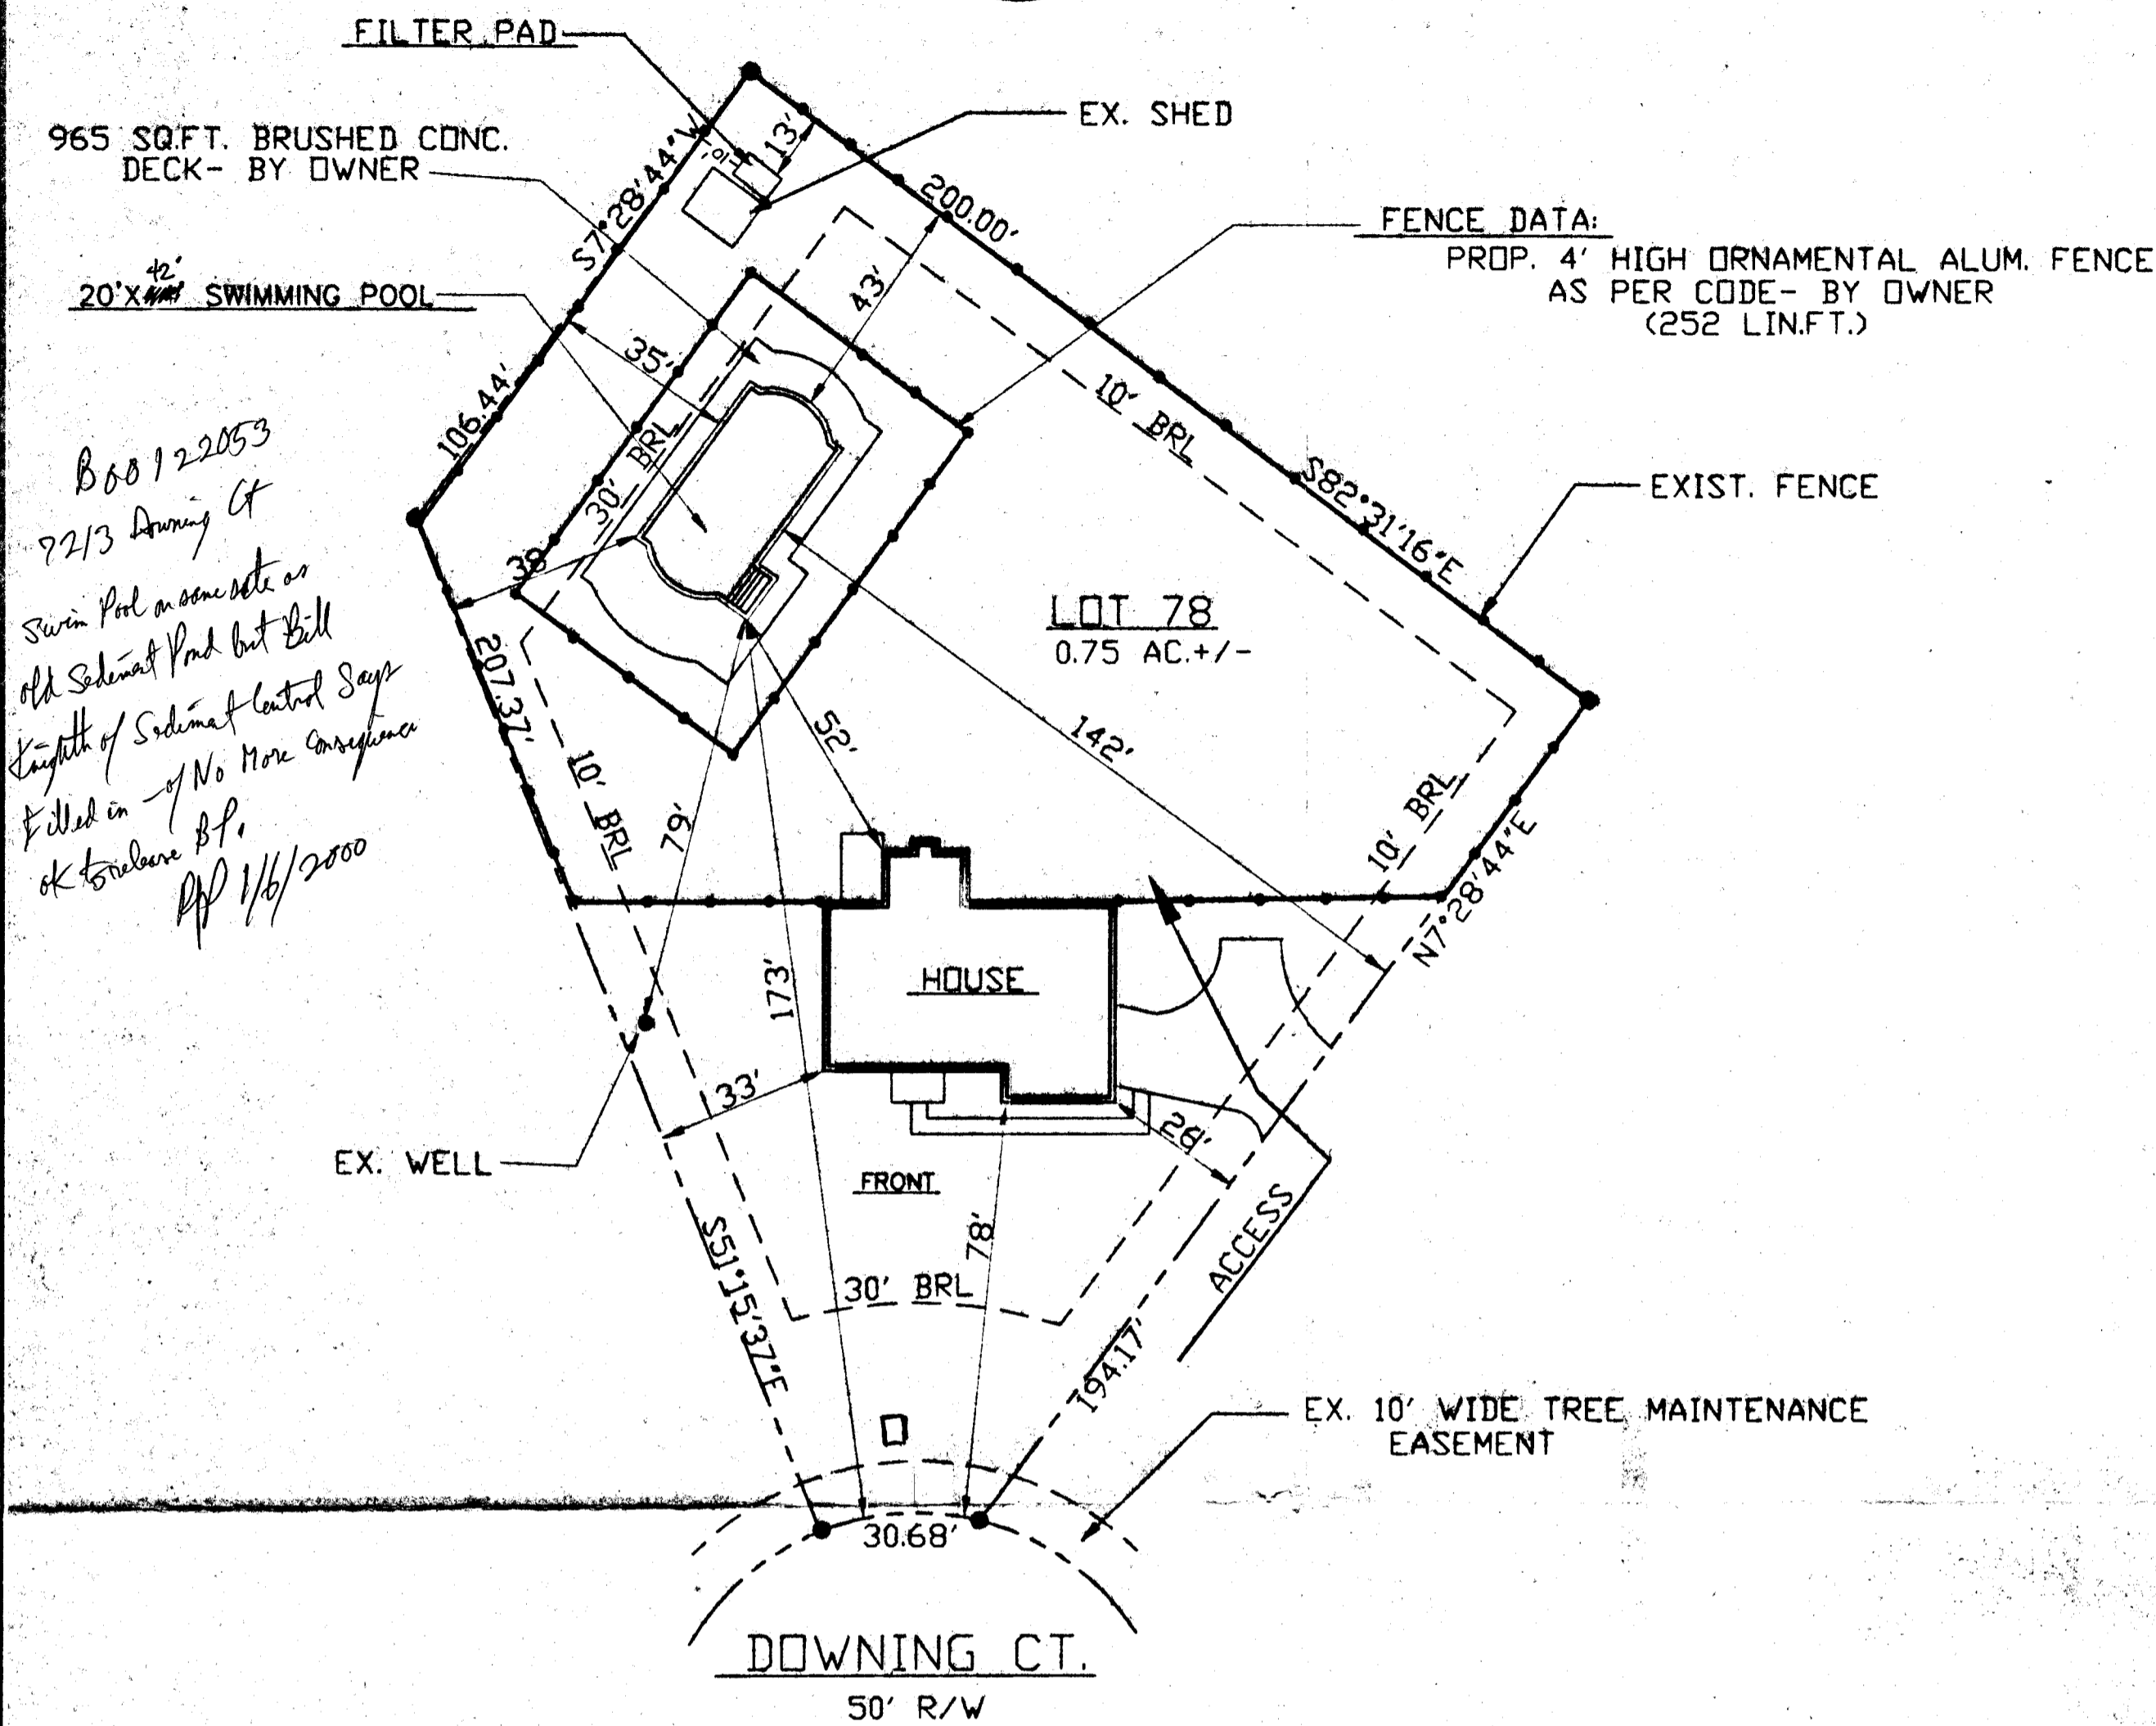 FILTER PAD
EX. SHED
965 SQ.FT. BRUSHED CONC.
DECK- BY OWNER
20'X 42' SWIMMING POOL
FENCE DATA:
PROP. 4' HIGH ORNAMENTAL ALUM. FENCE
AS PER CODE- BY OWNER
(252 LIN.FT.)
13'
10'
S7°28'44"W
200.00'
43'
35'
106.44'
30' BRL
10' BRL
S82°31'16"E
EXIST. FENCE
B00122053
7213 Downing Ct
Swim Pool on same site as
old Sediment Pond but Bill
of Sediment Control Says
Filled in - of No More Consequence
OK to release BP.
1/6/2000
38'
207.37'
LOT 78
0.75 AC.+/-
52'
142'
10' BRL
79'
10' BRL
N7°28'44"E
HOUSE
173'
33'
26'
EX. WELL
FRONT
78'
ACCESS
S51°15'37"E
30' BRL
194.17'
EX. 10' WIDE TREE MAINTENANCE
EASEMENT
30.68'
DOWNING CT.
50' R/W